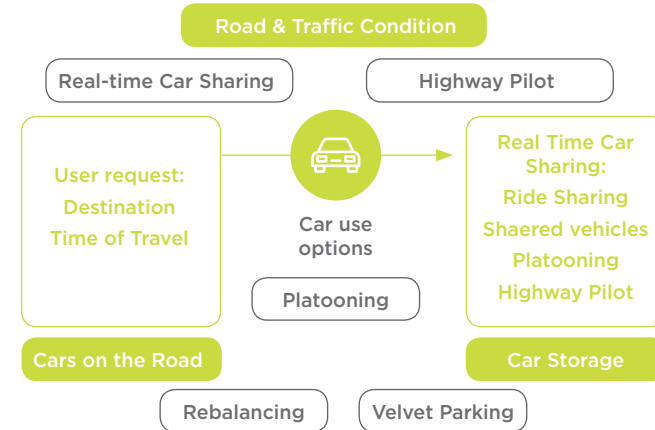 Road & Traffic Condition
Real-time Car Sharing
Highway Pilot
User request:
Destination
Time of Travel
Car use
options
Real Time Car
Sharing:
Ride Sharing
Shaered vehicles
Platooning
Highway Pilot
Platooning
Cars on the Road
Car Storage
Rebalancing
Velvet Parking